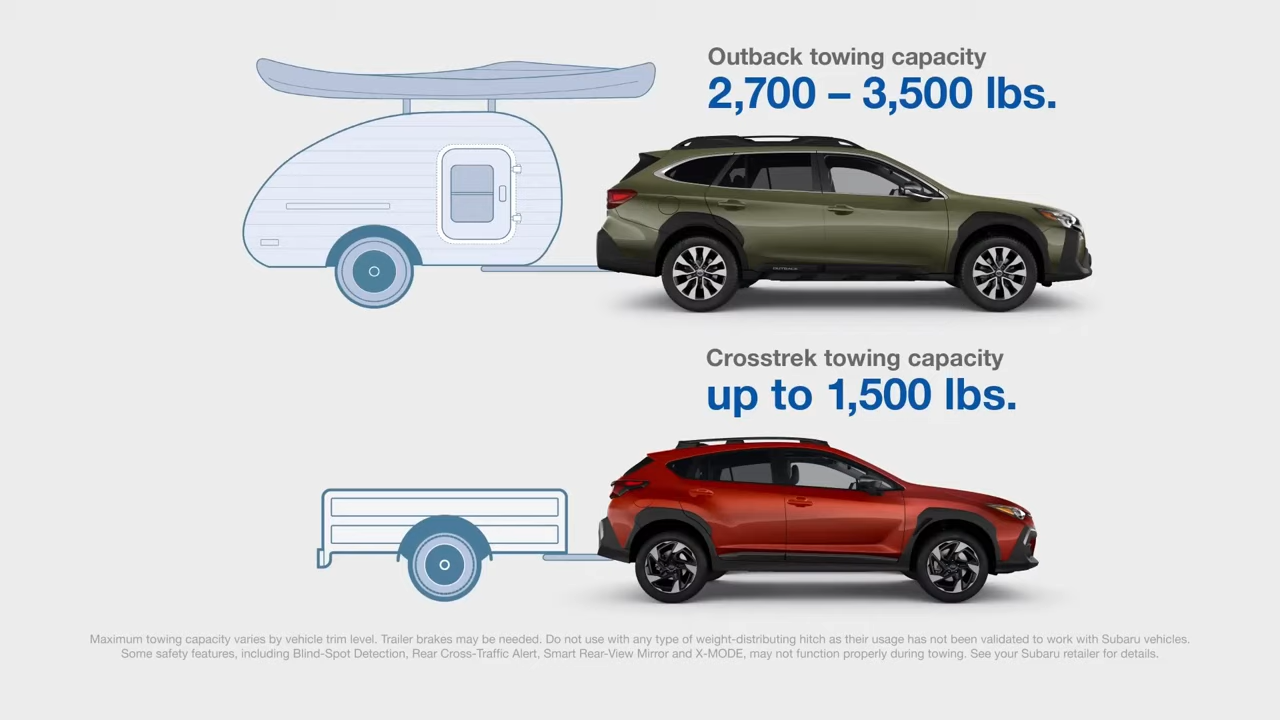 Outback towing capacity
2,700 – 3,500 lbs.
OUTBACK
Crosstrek towing capacity
up to 1,500 lbs.
Maximum towing capacity varies by vehicle trim level. Trailer brakes may be needed. Do not use with any type of weight-distributing hitch as their usage has not been validated to work with Subaru vehicles.
Some safety features, including Blind-Spot Detection, Rear Cross-Traffic Alert, Smart Rear-View Mirror and X-MODE, may not function properly during towing. See your Subaru retailer for details.